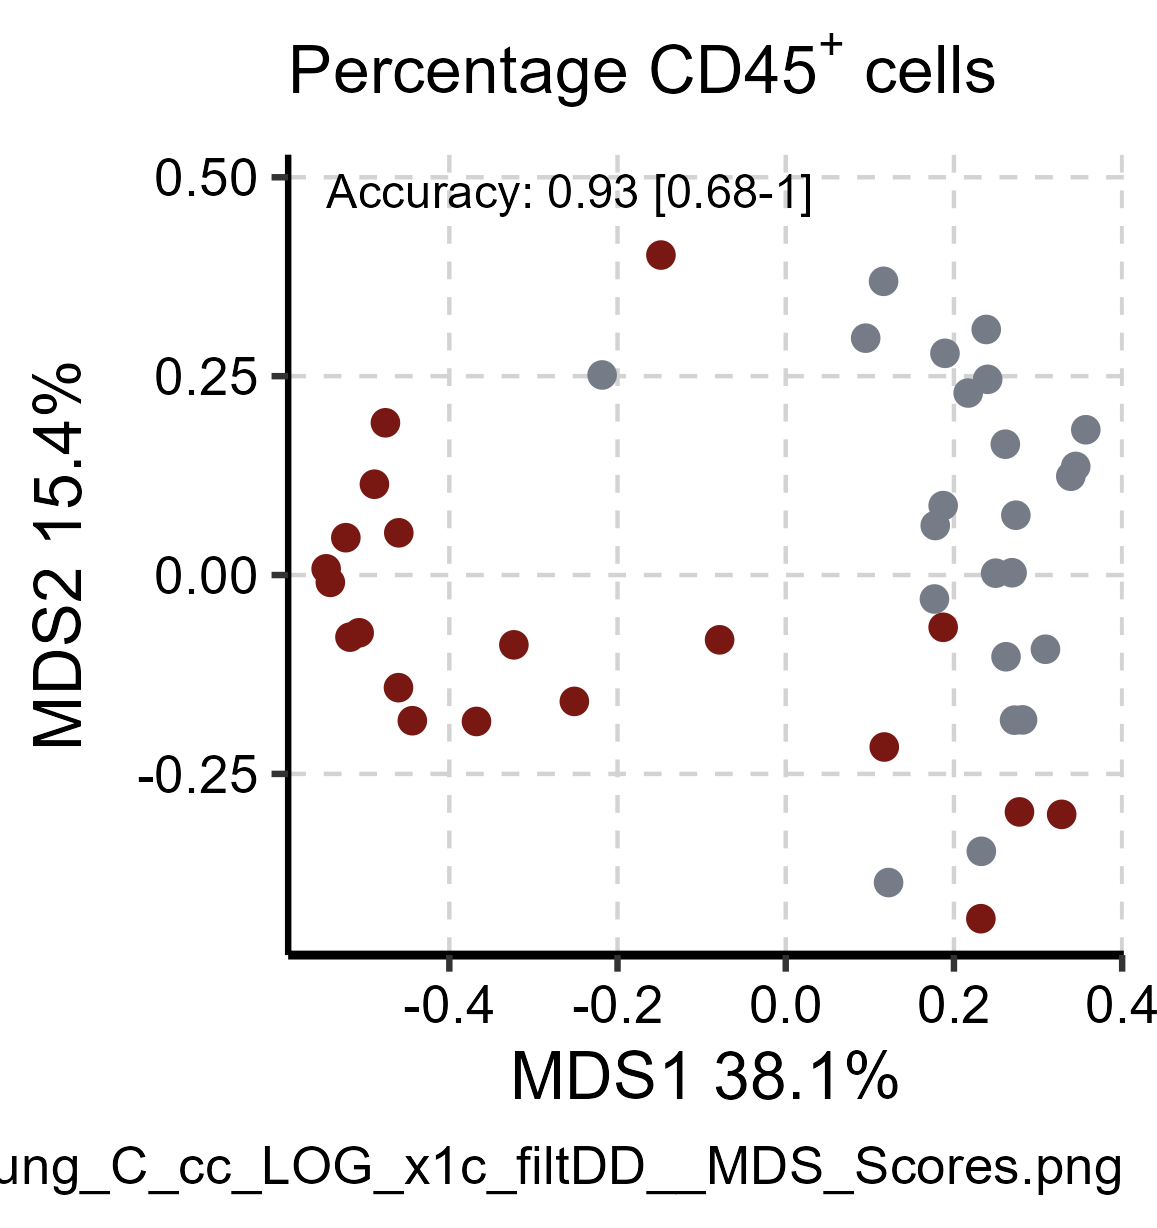 Percentage CD45⁺ cells
Accuracy: 0.93 [0.68-1]
0.50
0.25
0.00
-0.25
MDS2 15.4%
-0.4 -0.2 0.0 0.2 0.4
MDS1 38.1%
ung_C_cc_LOG_x1c_filtDD__MDS_Scores.png